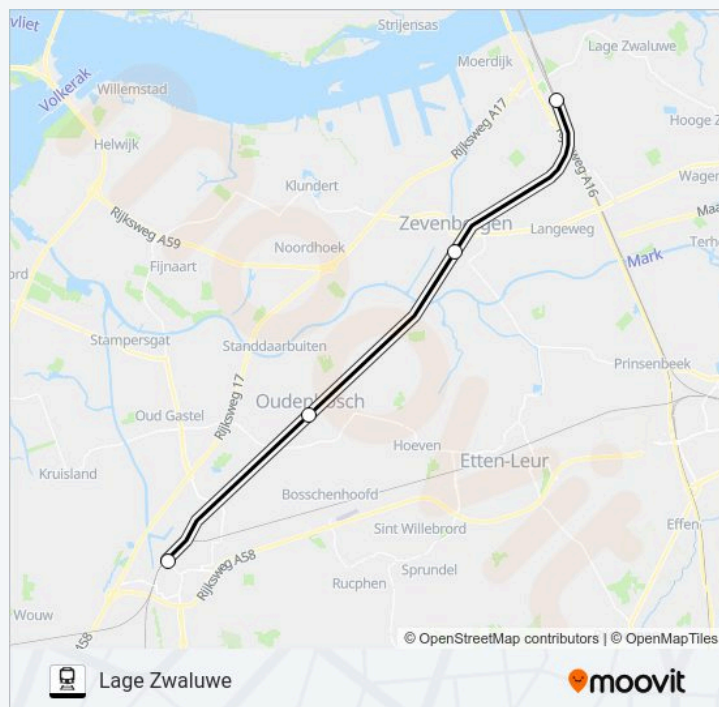 vliet
Strijensas
Moerdijk
Lage Zwaluwe
Willemstad
Volkerak
Helwijk
Rijksweg A17
Hooge Z
Klundert
Rijksweg A16
Wagen
Rijksweg A59
Zevenbergen
Maa
Noordhoek
Langeweg
Terhe
ord
Fijnaart
Mark
Stampersgat
Standdaarbuiten
Prinsenbeek
Rijksweg 17
Oudenbosch
Oud Gastel
Hoeven
Kruisland
Etten-Leur
Bosschenhoofd
Effen
Sint Willebrord
Rijksweg A58
Sprundel
Rucphen
Wouw
A58
© OpenStreetMap contributors | © OpenMapTiles
Lage Zwaluwe
moovit